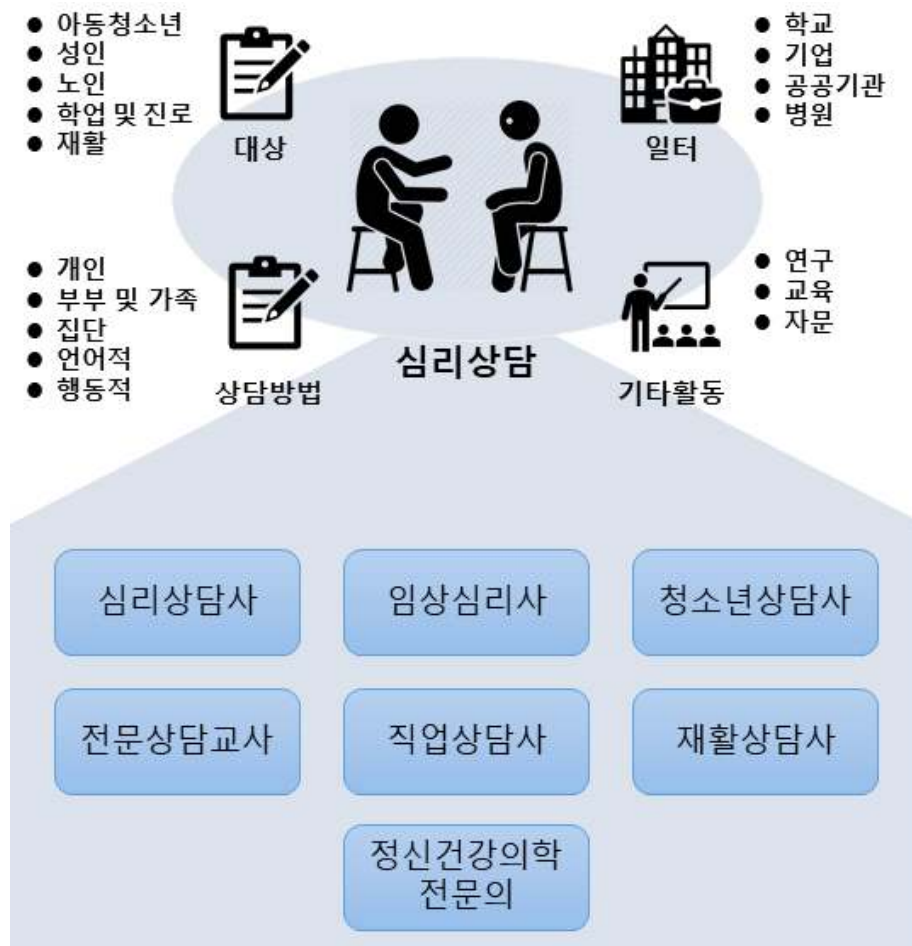 ● 아동청소년
● 성인
● 노인
● 학업 및 진로
● 재활
대상
● 학교
● 기업
● 공공기관
● 병원
일터
● 개인
● 부부 및 가족
● 집단
● 언어적
● 행동적
상담방법
● 연구
● 교육
● 자문
기타활동
심리상담
심리상담사
임상심리사
청소년상담사
전문상담교사
직업상담사
재활상담사
정신건강의학
전문의